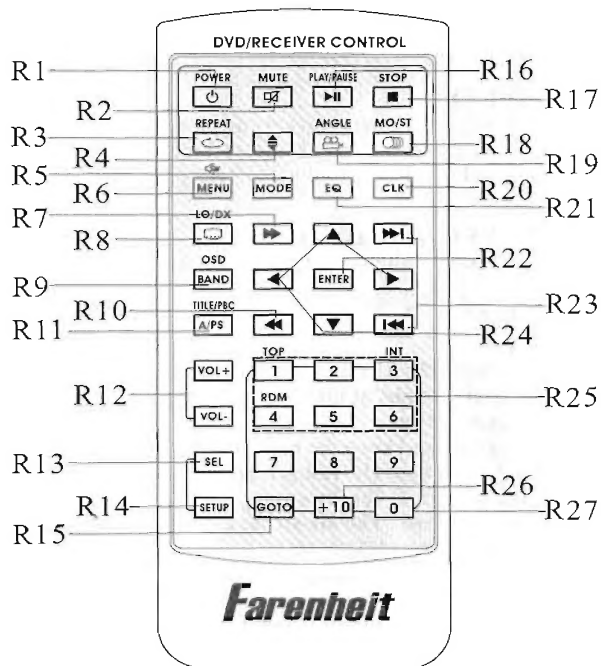 DVD/RECEIVER CONTROL
R1 POWER MUTE PLAY/PAUSE STOP R16
R2 R17
R3 REPEAT ANGLE MO/ST R18
R4 R19
R5
R6 MENU MODE EQ CLK R20
R21
R7 LO/DX
R8
OSD
R9 BAND ENTER R22
R10 TITLE/PBC R23
R11 A/PS R24
TOP INT
VOL+ 1 2 3
R12 RDM R25
VOL- 4 5 6
R13 SEL 7 8 9
R26
R14 SETUP GOTO +10 0 R27
R15
Farenheit